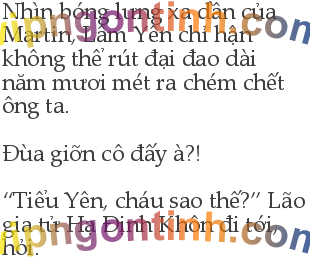 Nhìn bóng lưng xa dần của
Martin, Lâm Yên chỉ hận
không thể rút đại đao dài
năm mươi mét ra chém chết
ông ta.
Đùa giỡn cô đấy à?!
“Tiểu Yên, cháu sao thế?” Lão
gia tử Hạ Đình Khôn đi tới,
hỏi.